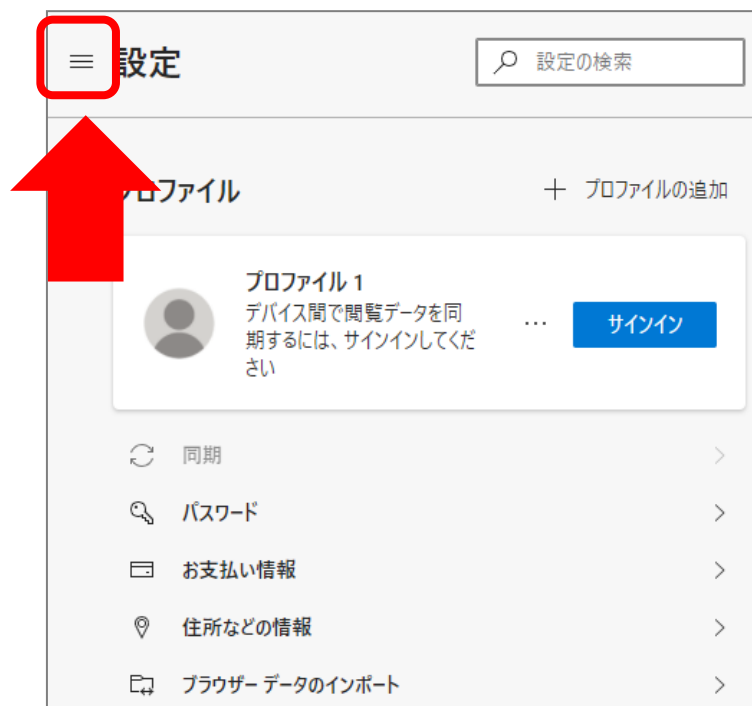 設定
設定の検索
プロファイル
プロファイルの追加
プロファイル 1
デバイス間で閲覧データを同
期するには、サインインしてくだ
さい
サインイン
同期
パスワード
お支払い情報
住所などの情報
ブラウザー データのインポート